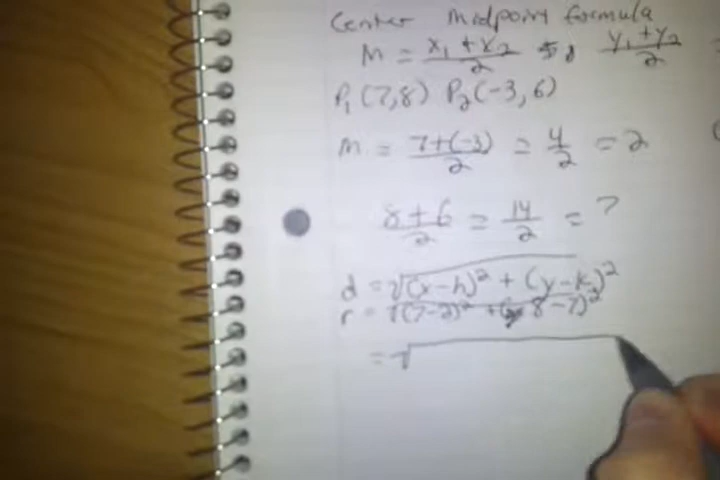 Center Midpoint formula
M = x₁ + x₂ / 2 , y₁ + y₂ / 2
P₁ (7,8) P₂ (-3, 6)
M = 7+(-3) / 2 = 4 / 2 = 2
8 + 6 / 2 = 14 / 2 = 7
d = √(x-h)² + (y-k)²
r = √(7-2)² + (8-7)²
= √